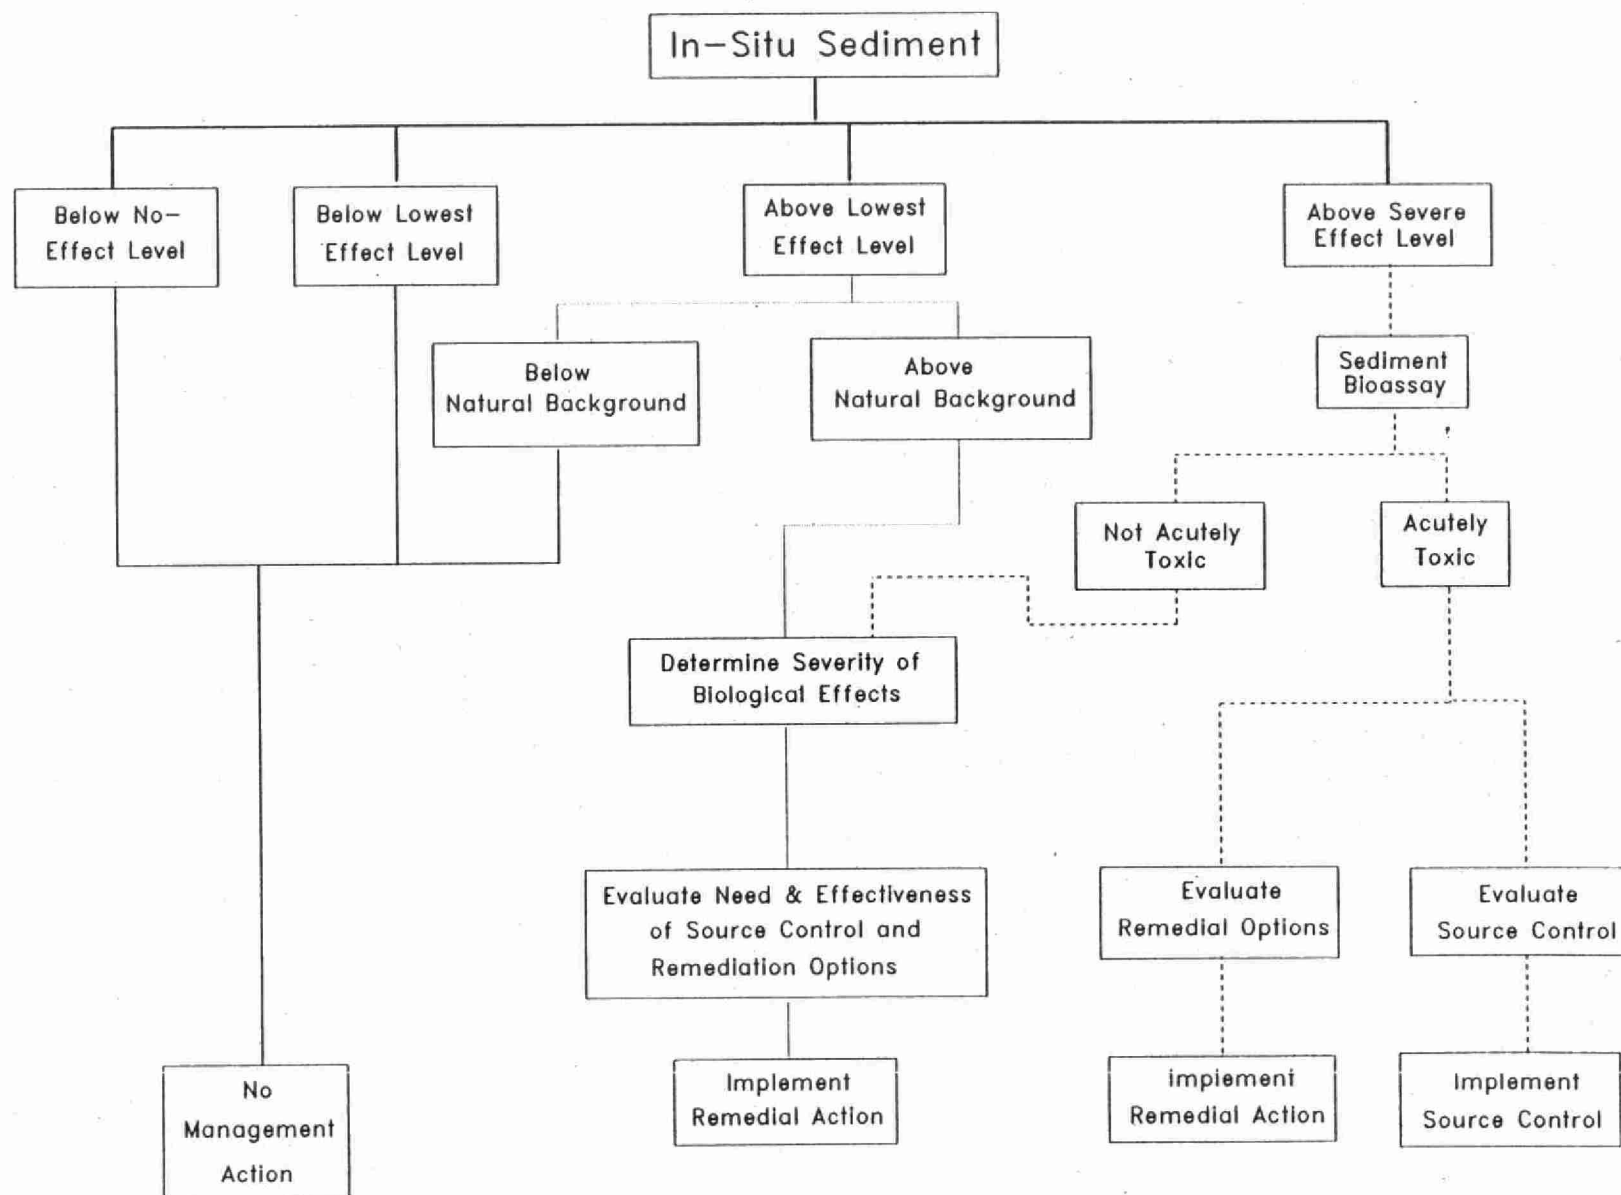 In-Situ Sediment
Below No-
Effect Level
Below Lowest
Effect Level
Above Lowest
Effect Level
Above Severe
Effect Level
Below
Natural Background
Above
Natural Background
Sediment
Bioassay
Not Acutely
Toxic
Acutely
Toxic
Determine Severity of
Biological Effects
Evaluate Need & Effectiveness
of Source Control and
Remediation Options
Evaluate
Remedial Options
Evaluate
Source Control
No
Management
Action
Implement
Remedial Action
Implement
Remedial Action
Implement
Source Control